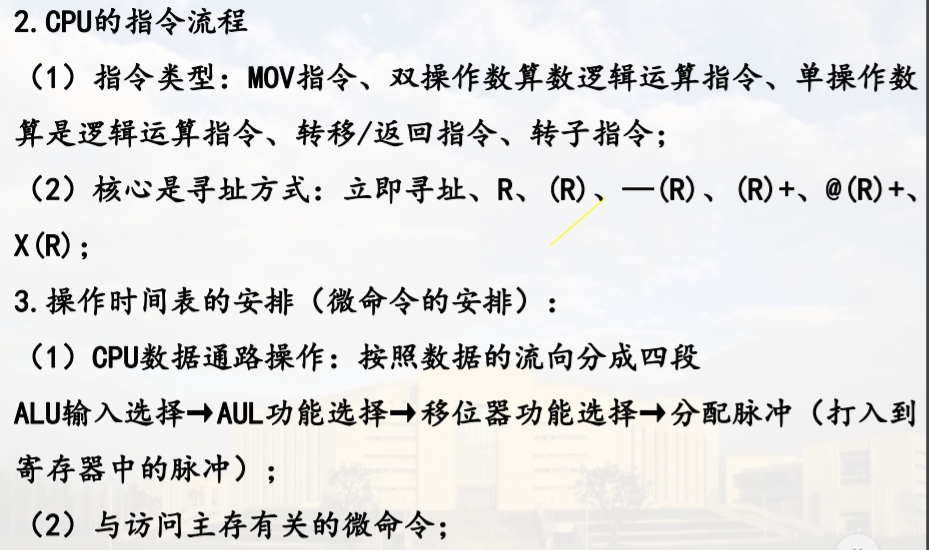 2.CPU的指令流程
（1）指令类型：MOV指令、双操作数算数逻辑运算指令、单操作数
算是逻辑运算指令、转移/返回指令、转子指令；
（2）核心是寻址方式：立即寻址、R、(R)、—(R)、(R)+、@(R)+、
X(R)；
3.操作时间表的安排（微命令的安排）：
（1）CPU数据通路操作：按照数据的流向分成四段
ALU输入选择→AUL功能选择→移位器功能选择→分配脉冲（打入到
寄存器中的脉冲）；
（2）与访问主存有关的微命令；